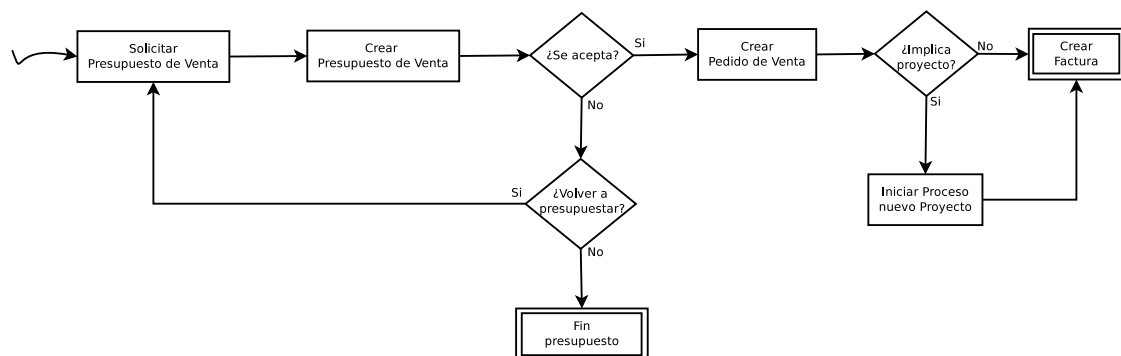 Solicitar
Presupuesto de Venta
Crear
Presupuesto de Venta
¿Se acepta?
Si
Crear
Pedido de Venta
¿Implica
proyecto?
No
Crear
Factura
No
Si
¿Volver a
presupuestar?
Si
Iniciar Proceso
nuevo Proyecto
No
Fin
presupuesto